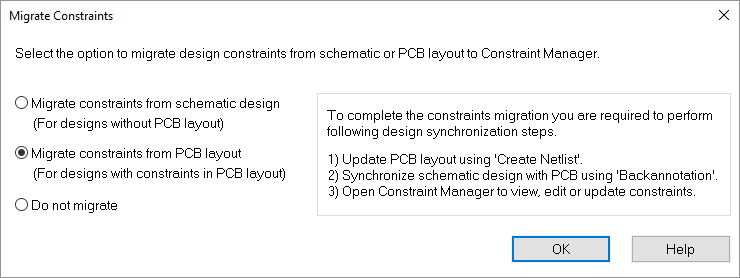 Migrate Constraints
Select the option to migrate design constraints from schematic or PCB layout to Constraint Manager.
Migrate constraints from schematic design
(For designs without PCB layout)
Migrate constraints from PCB layout
(For designs with constraints in PCB layout)
Do not migrate
To complete the constraints migration you are required to perform
following design synchronization steps.
1) Update PCB layout using 'Create Netlist'.
2) Synchronize schematic design with PCB using 'Backannotation'.
3) Open Constraint Manager to view, edit or update constraints.
OK
Help